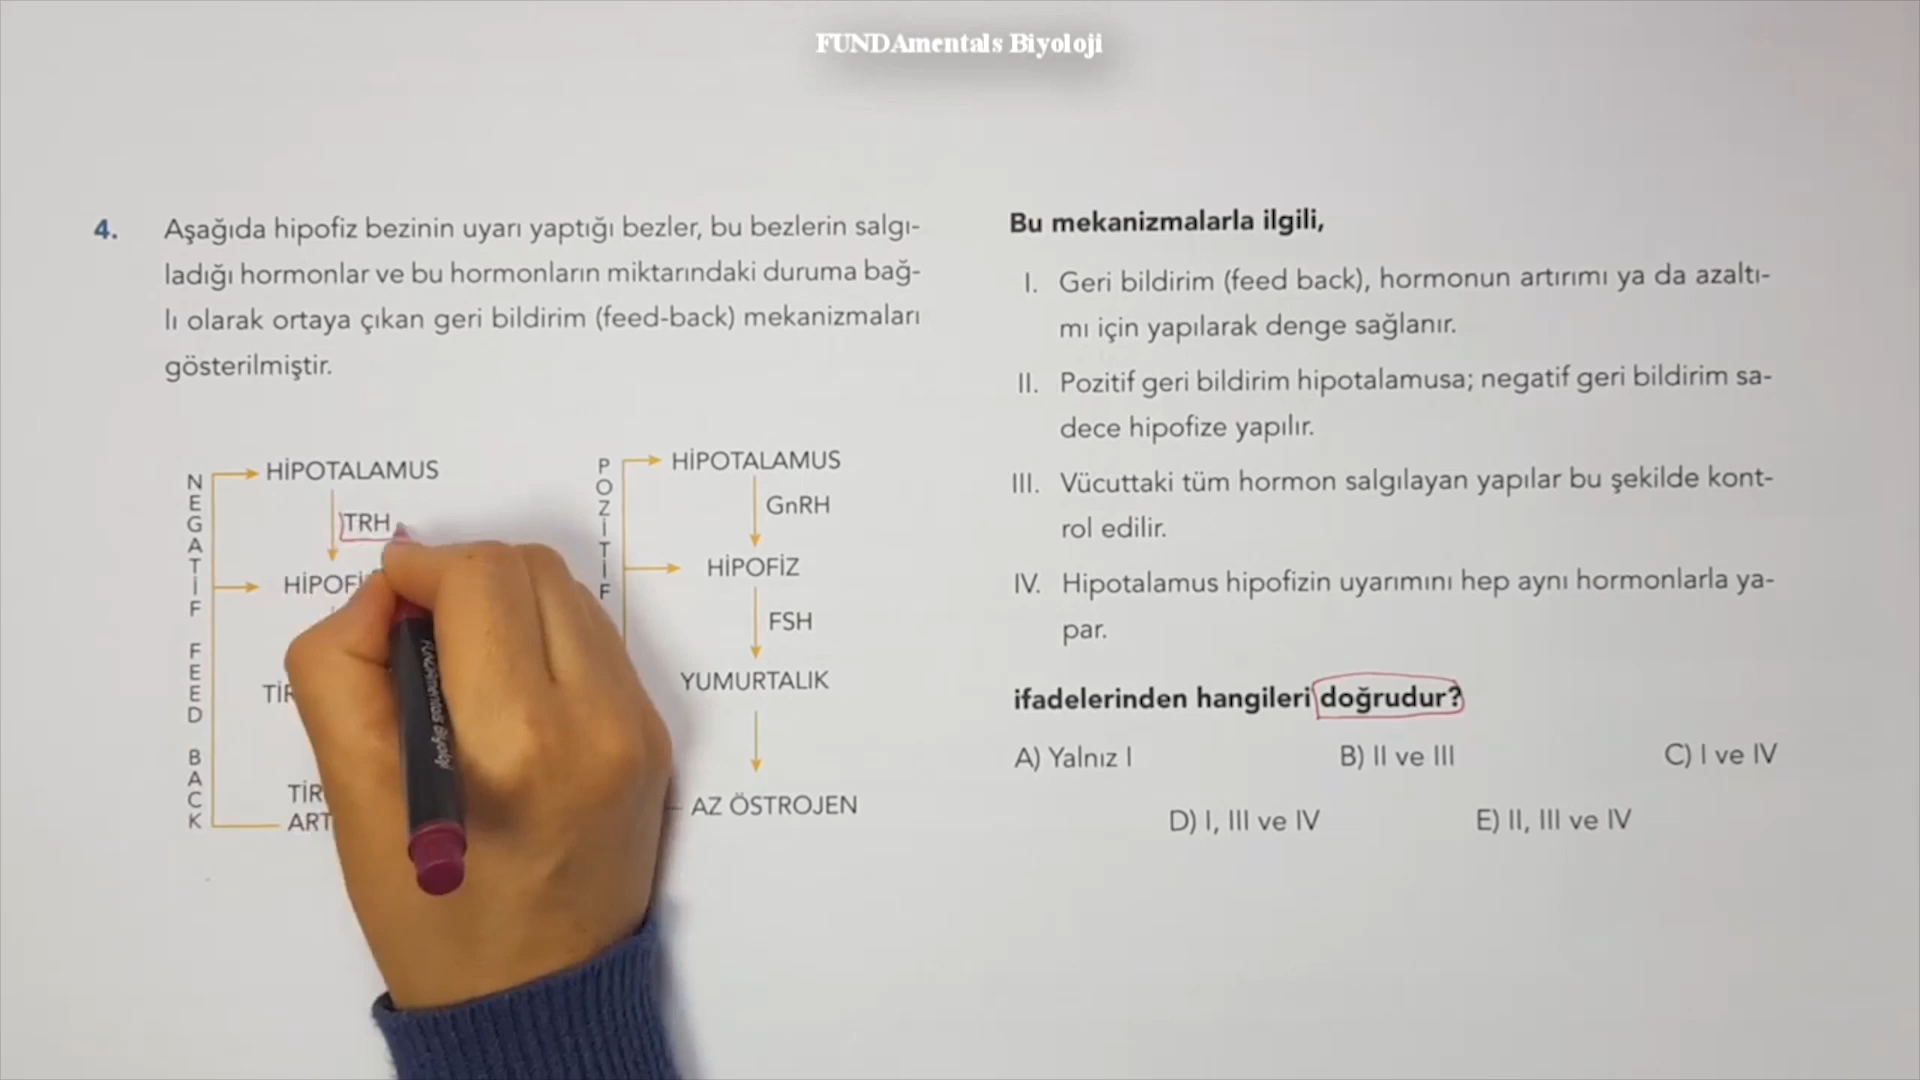 FUNDAmentals Biyoloji
4. Aşağıda hipofiz bezinin uyarı yaptığı bezler, bu bezlerin salgı-
ladığı hormonlar ve bu hormonların miktarındaki duruma bağ-
lı olarak ortaya çıkan geri bildirim (feed-back) mekanizmaları
gösterilmiştir.
NEGATİF FEED BACK
HİPOTALAMUS
TRH
POZİTİF
HİPOTALAMUS
GnRH
HİPOFİZ
FSH
YUMURTALIK
AZ ÖSTROJEN
FUNDAmentals Biyoloji
Bu mekanizmalarla ilgili,
I. Geri bildirim (feed back), hormonun artırımı ya da azaltı-
mı için yapılarak denge sağlanır.
II. Pozitif geri bildirim hipotalamusa; negatif geri bildirim sa-
dece hipofize yapılır.
III. Vücuttaki tüm hormon salgılayan yapılar bu şekilde kont-
rol edilir.
IV. Hipotalamus hipofizin uyarımını hep aynı hormonlarla ya-
par.
ifadelerinden hangileri doğrudur?
A) Yalnız I B) II ve III C) I ve IV
D) I, III ve IV E) II, III ve IV